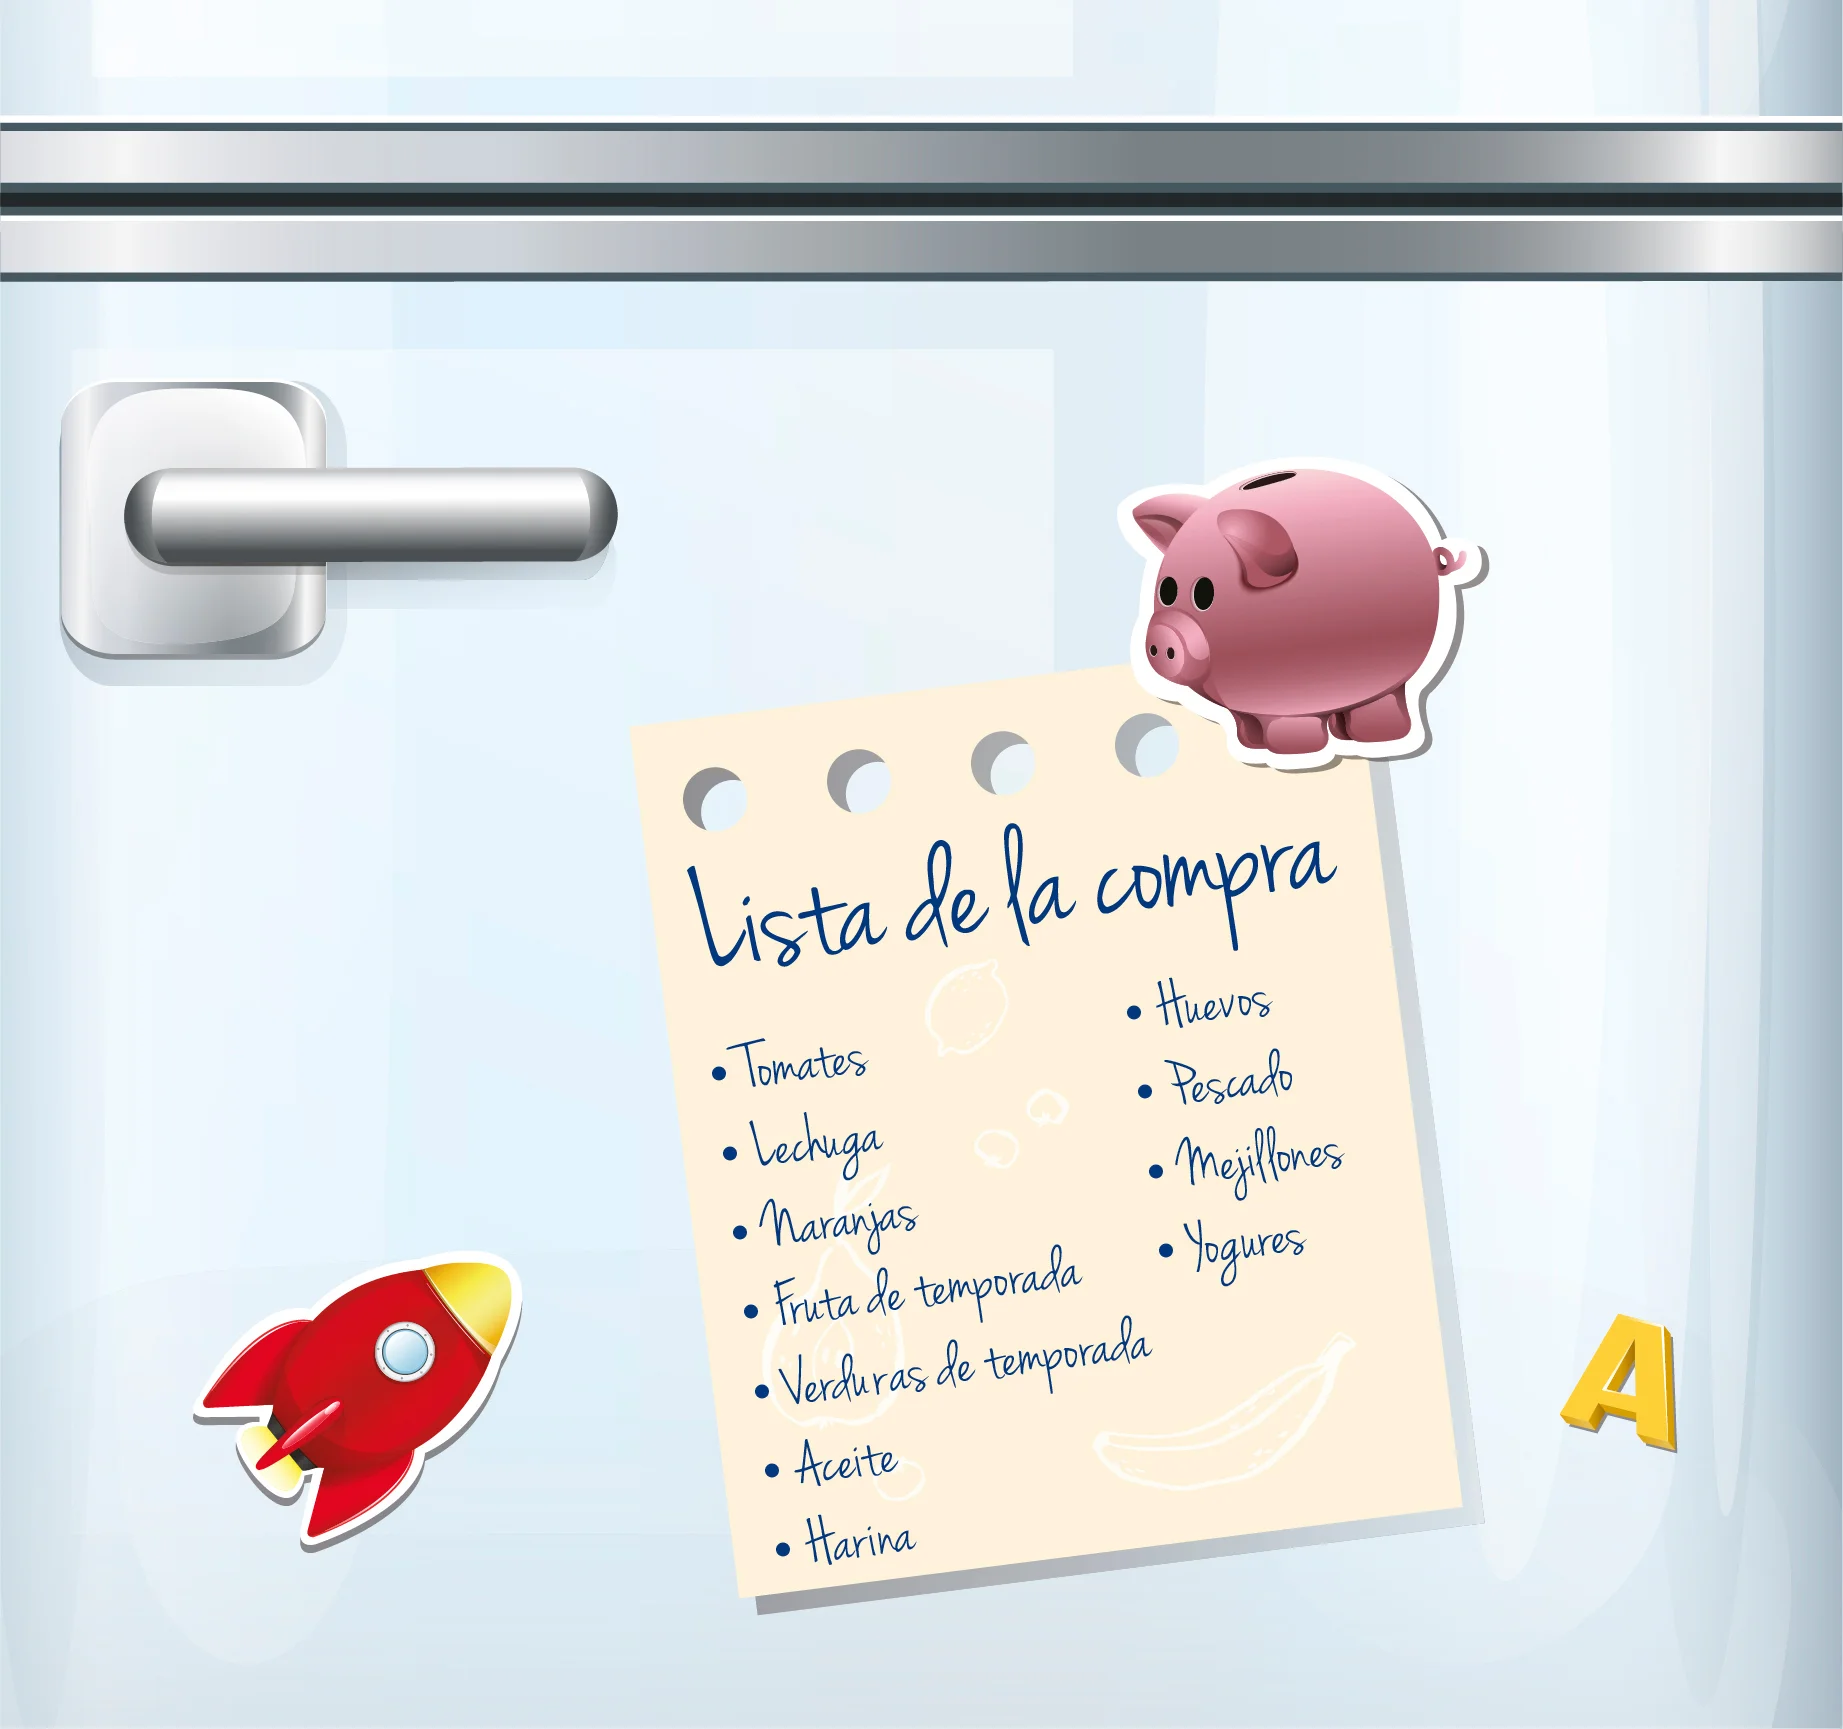 Lista de la compra
• Tomates
• Lechuga
• Naranjas
• Fruta de temporada
• Verduras de temporada
• Aceite
• Harina
• Huevos
• Pescado
• Mejillones
• Yogures
A